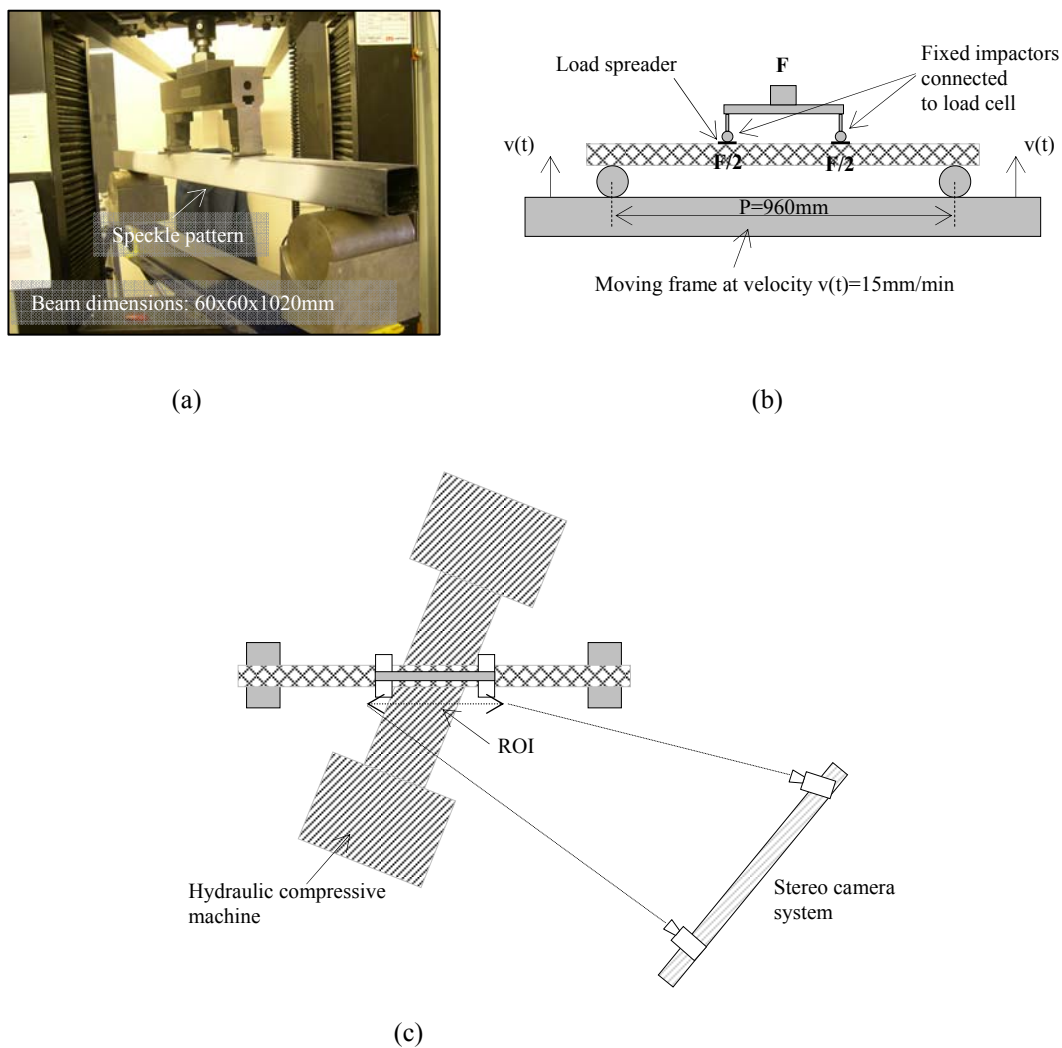 Speckle pattern
Beam dimensions: 60x60x1020mm
(a)
Load spreader
F
Fixed impactors
connected
to load cell
v(t)
F/2
F/2
v(t)
P=960mm
Moving frame at velocity v(t)=15mm/min
(b)
ROI
Hydraulic compressive
machine
Stereo camera
system
(c)